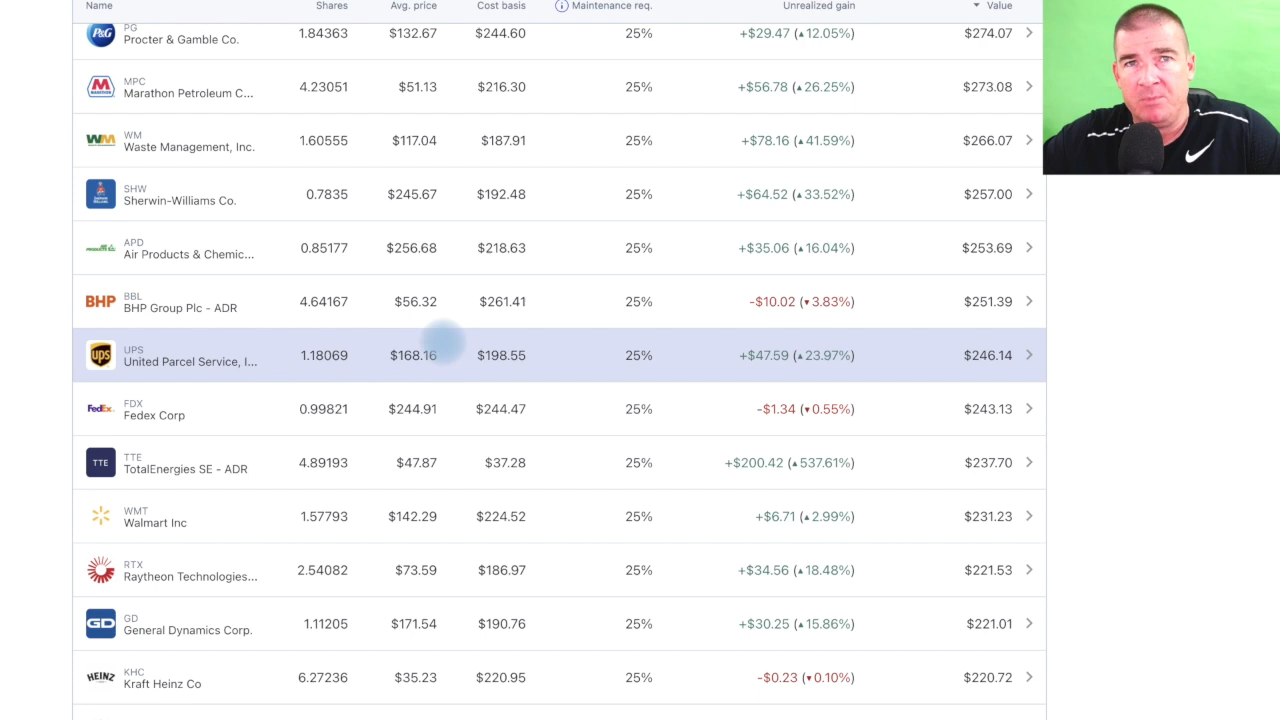 Name Shares Avg. price Cost basis Maintenance req. Unrealized gain Value
P&G
PG
Procter & Gamble Co. 1.84363 $132.67 $244.60 25% +$29.47 (▲12.05%) $274.07
MARATHON
MPC
Marathon Petroleum C... 4.23051 $51.13 $216.30 25% +$56.78 (▲26.25%) $273.08
WM
WM
Waste Management, Inc. 1.60555 $117.04 $187.91 25% +$78.16 (▲41.59%) $266.07
SHW
Sherwin-Williams Co. 0.7835 $245.67 $192.48 25% +$64.52 (▲33.52%) $257.00
APD
Air Products & Chemic... 0.85177 $256.68 $218.63 25% +$35.06 (▲16.04%) $253.69
BHP
BBL
BHP Group Plc - ADR 4.64167 $56.32 $261.41 25% -$10.02 (▼3.83%) $251.39
ups
UPS
United Parcel Service, I... 1.18069 $168.16 $198.55 25% +$47.59 (▲23.97%) $246.14
FedEx
FDX
Fedex Corp 0.99821 $244.91 $244.47 25% -$1.34 (▼0.55%) $243.13
TTE
TTE
TotalEnergies SE - ADR 4.89193 $47.87 $37.28 25% +$200.42 (▲537.61%) $237.70
WMT
Walmart Inc 1.57793 $142.29 $224.52 25% +$6.71 (▲2.99%) $231.23
RTX
Raytheon Technologies... 2.54082 $73.59 $186.97 25% +$34.56 (▲18.48%) $221.53
GD
GD
General Dynamics Corp. 1.11205 $171.54 $190.76 25% +$30.25 (▲15.86%) $221.01
HEINZ
KHC
Kraft Heinz Co 6.27236 $35.23 $220.95 25% -$0.23 (▼0.10%) $220.72